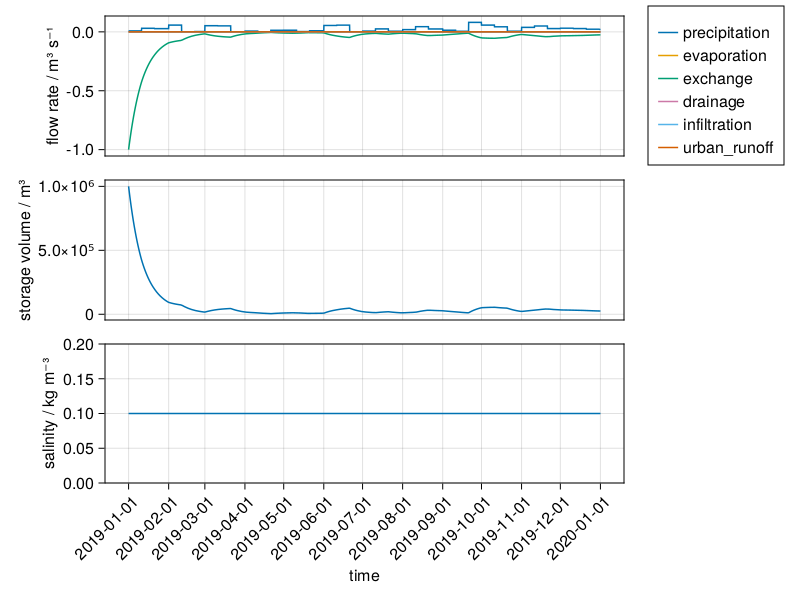 flow rate / m³ s⁻¹
0.0
-0.5
-1.0
precipitation
evaporation
exchange
drainage
infiltration
urban_runoff
storage volume / m³
1.0×10⁶
5.0×10⁵
0
salinity / kg m⁻³
0.20
0.15
0.10
0.05
0.00
2019-01-01
2019-02-01
2019-03-01
2019-04-01
2019-05-01
2019-06-01
2019-07-01
2019-08-01
2019-09-01
2019-10-01
2019-11-01
2019-12-01
2020-01-01
time